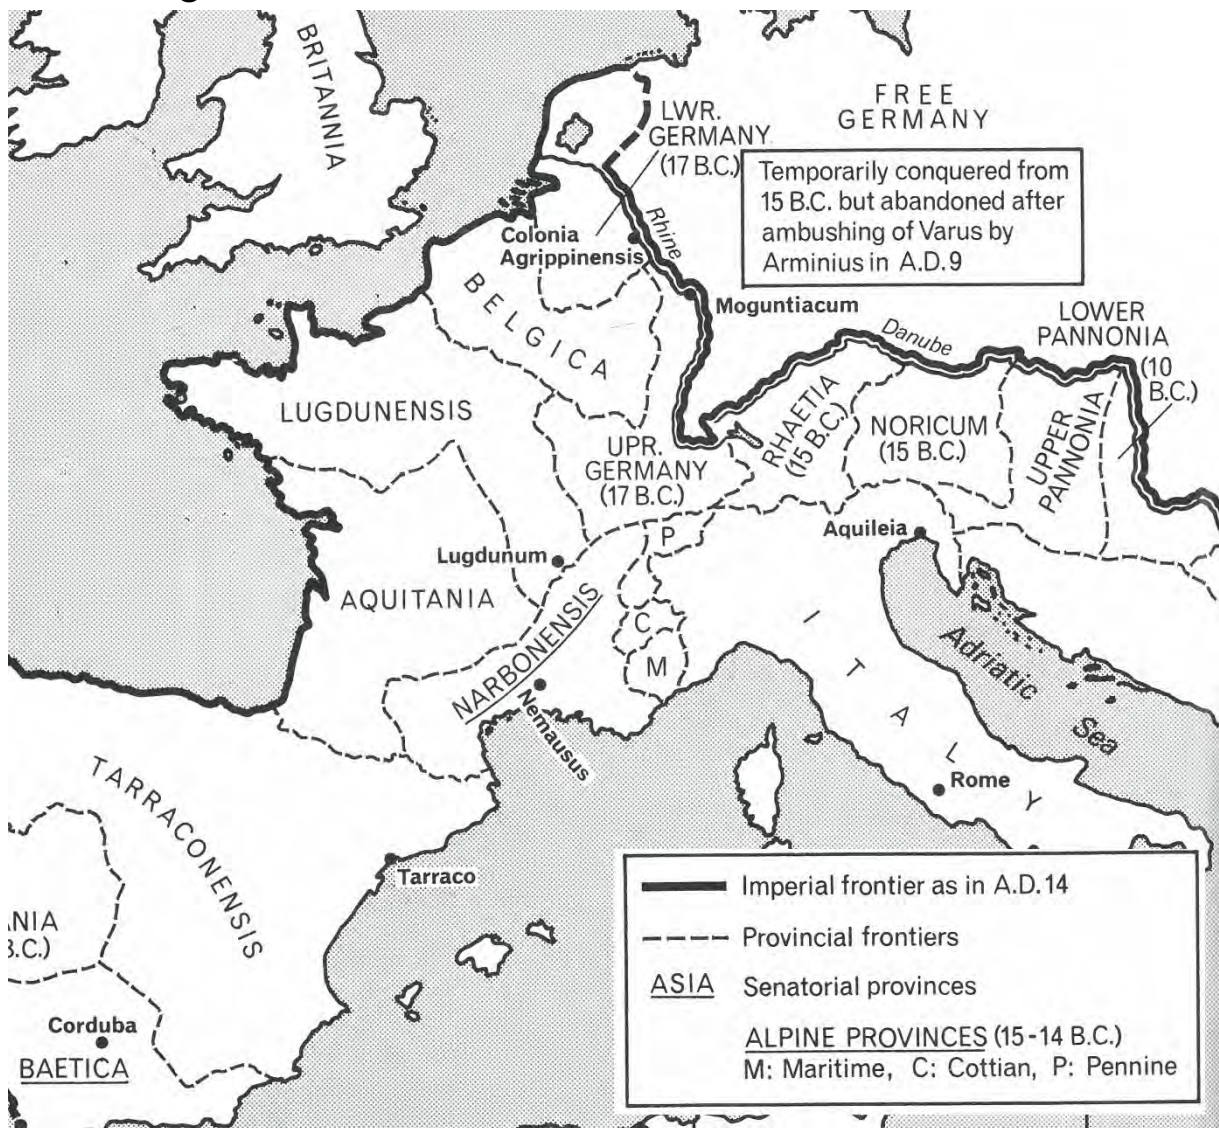 BRITANNIA
FREE
GERMANY
LWR.
GERMANY
(17 B.C.)
Temporarily conquered from
15 B.C. but abandoned after
ambushing of Varus by
Arminius in A.D.9
Rhine
Colonia
Agrippinensis
BELGICA
Moguntiacum
Danube
LOWER
PANNONIA
(10
B.C.)
LUGDUNENSIS
UPR.
GERMANY
(17 B.C.)
RHAETIA
(15 B.C.)
NORICUM
(15 B.C.)
UPPER
PANNONIA
Aquileia
P
Lugdunum
AQUITANIA
C
M
NARBONENSIS
Nemausus
ITALY
Adriatic
Sea
Rome
TARRACONENSIS
Tarraco
ANIA
B.C.)
Corduba
BAETICA
Imperial frontier as in A.D.14
Provincial frontiers
ASIA Senatorial provinces
ALPINE PROVINCES (15-14 B.C.)
M: Maritime, C: Cottian, P: Pennine